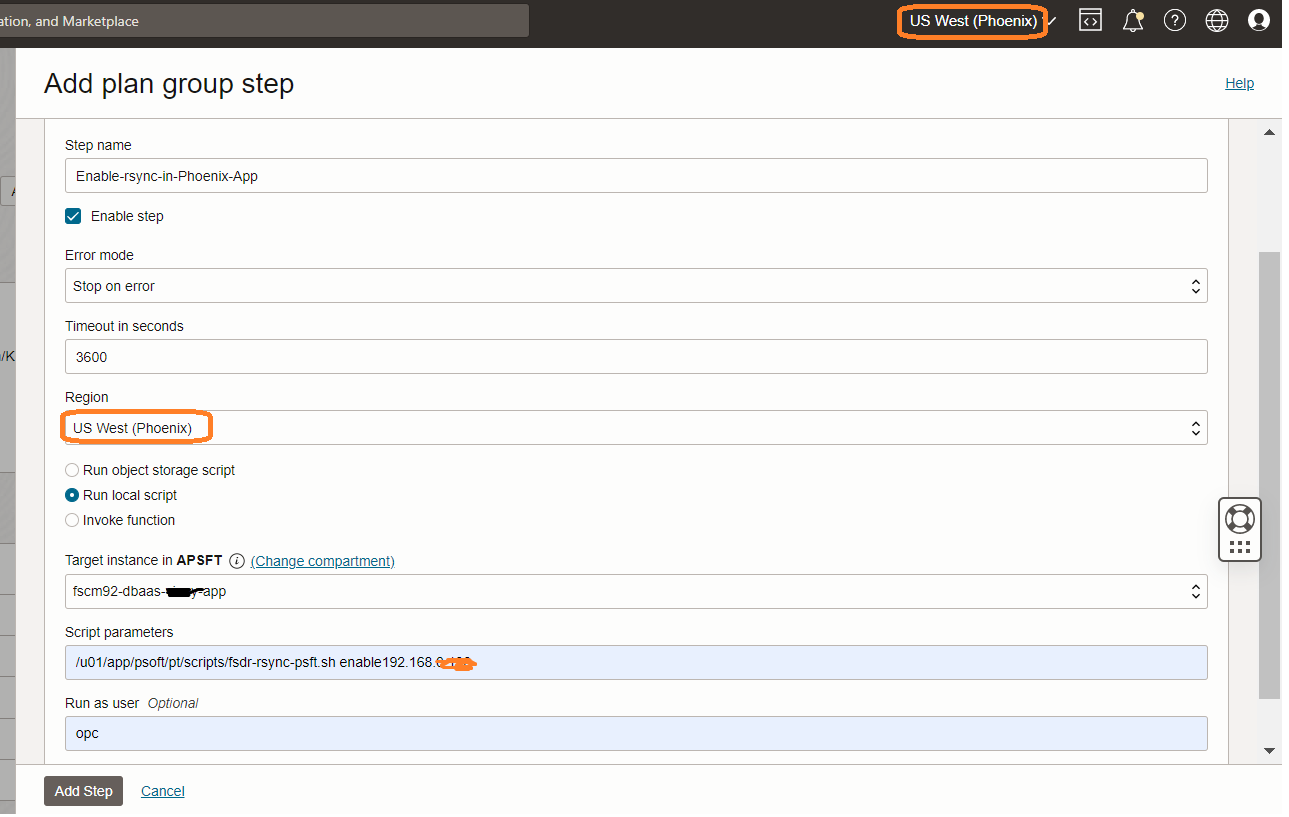 ation, and Marketplace
US West (Phoenix)
Add plan group step
Help
Step name
Enable-rsync-in-Phoenix-App
Enable step
Error mode
Stop on error
Timeout in seconds
3600
Region
US West (Phoenix)
Run object storage script
Run local script
Invoke function
Target instance in APSFT (Change compartment)
fscm92-dbaas- -app
Script parameters
/u01/app/psoft/pt/scripts/fsdr-rsync-psft.sh enable192.168.
Run as user Optional
opc
Add Step
Cancel
/K